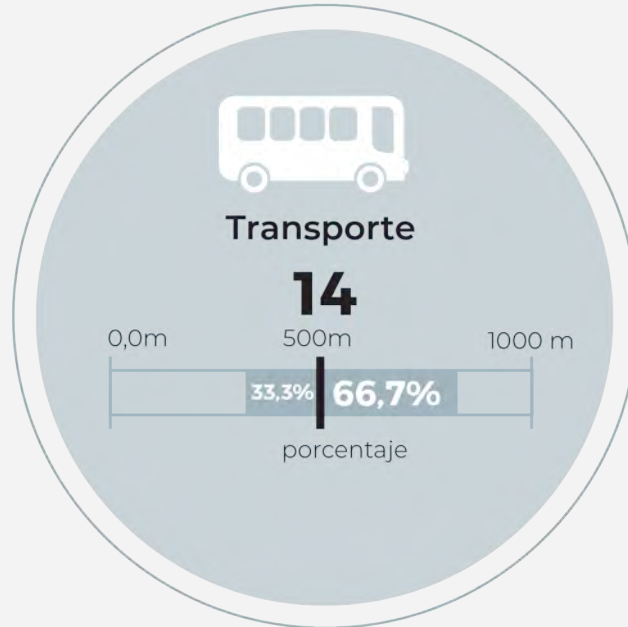 Transporte
14
0,0m 500m 1000 m
33,3% 66,7%
porcentaje